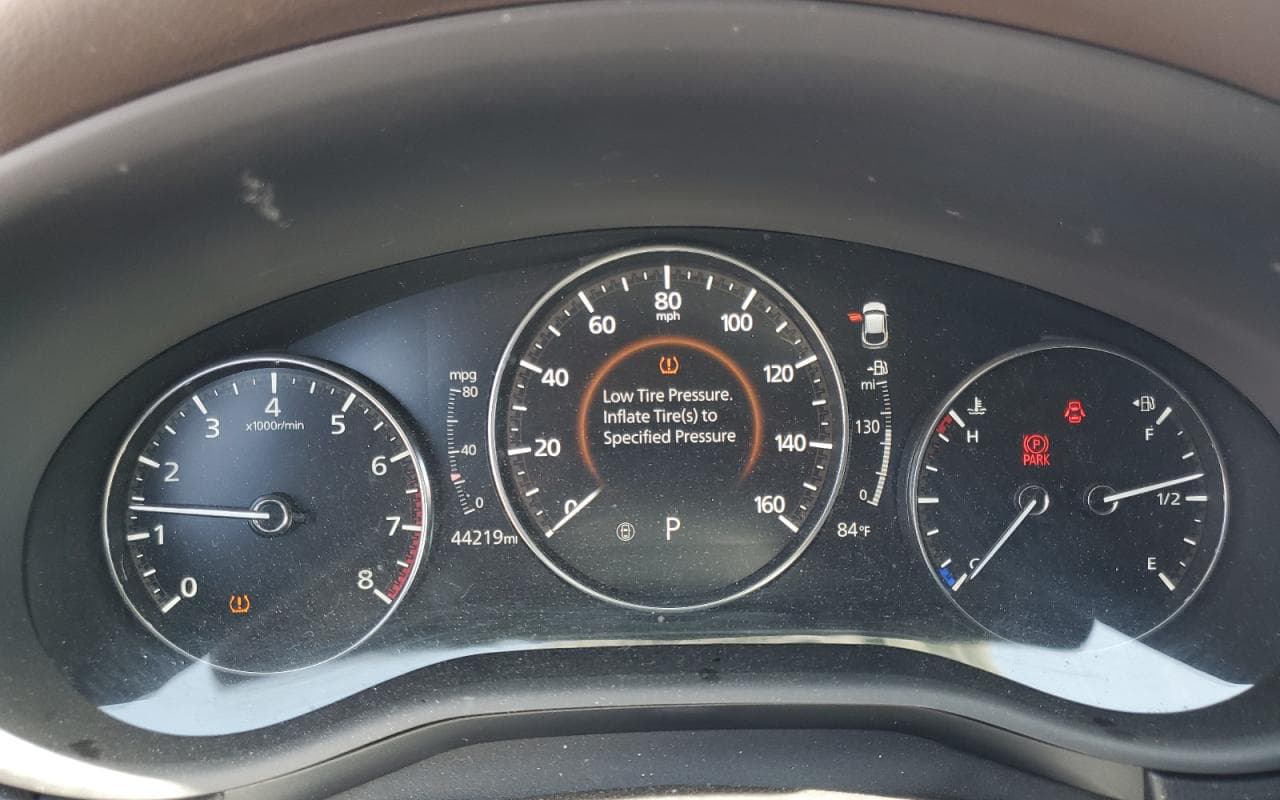 80
mph
60
100
40
120
20
140
0
160
Low Tire Pressure.
Inflate Tire(s) to
Specified Pressure
P
4
x1000r/min
3
5
2
6
1
7
0
8
mpg
80
40
0
44219mi
mi
130
0
84°F
H
C
P
PARK
F
1/2
E